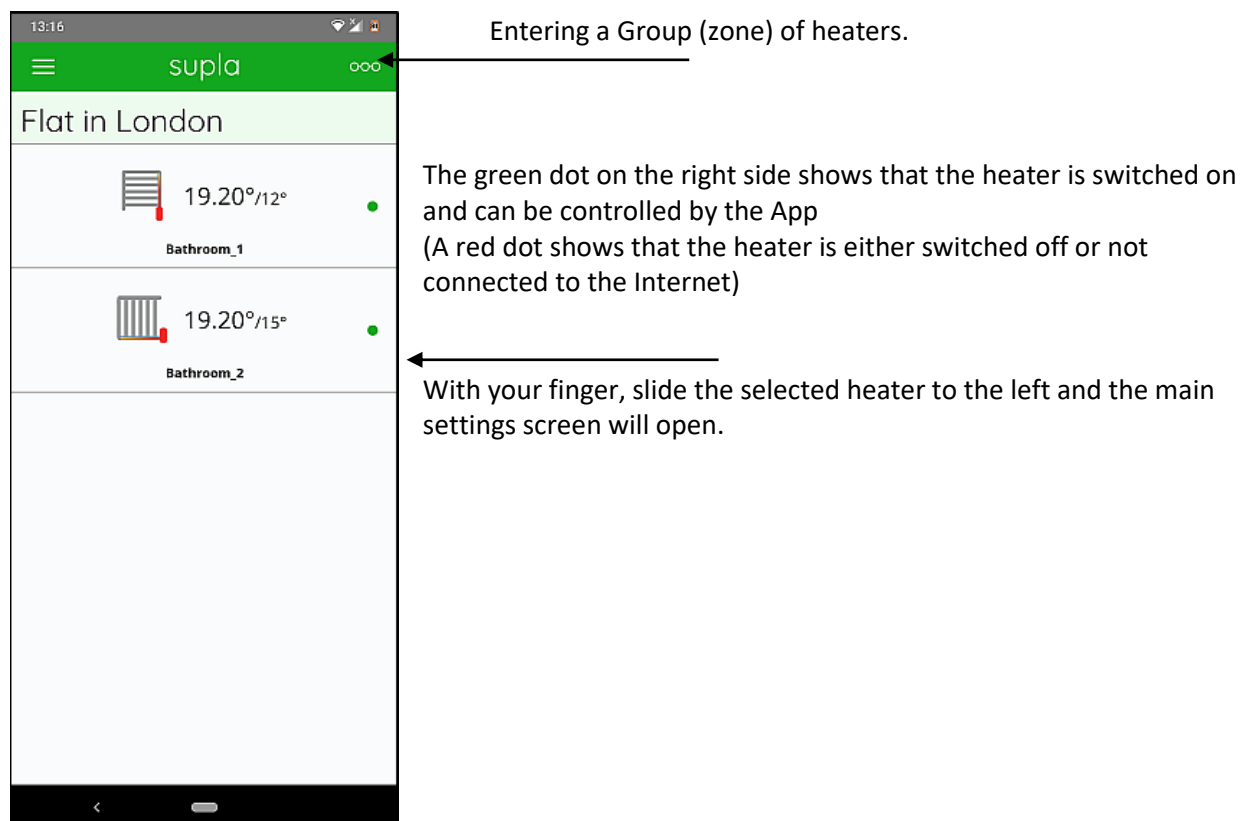 13:16
supla
Flat in London
19.20°/12°
Bathroom_1
19.20°/15°
Bathroom_2
Entering a Group (zone) of heaters.
The green dot on the right side shows that the heater is switched on
and can be controlled by the App
(A red dot shows that the heater is either switched off or not
connected to the Internet)
With your finger, slide the selected heater to the left and the main
settings screen will open.